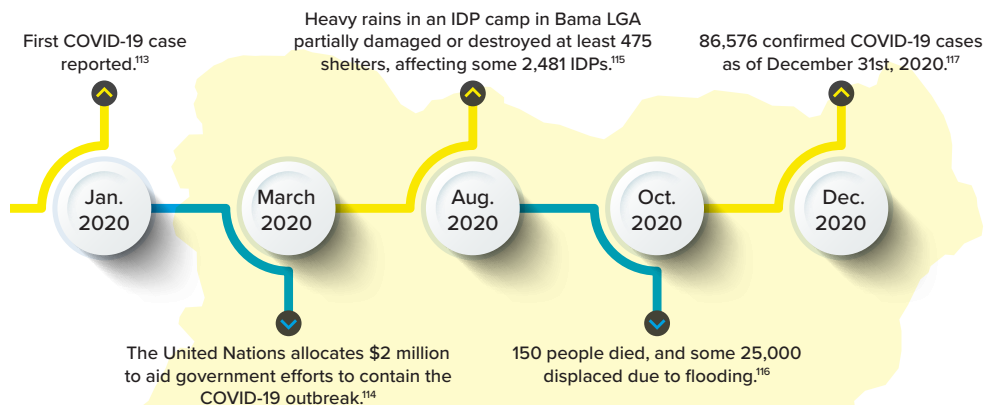 First COVID-19 case
reported.113
Heavy rains in an IDP camp in Bama LGA
partially damaged or destroyed at least 475
shelters, affecting some 2,481 IDPs.115
86,576 confirmed COVID-19 cases
as of December 31st, 2020.117
Jan.
2020
March
2020
Aug.
2020
Oct.
2020
Dec.
2020
The United Nations allocates $2 million
to aid government efforts to contain the
COVID-19 outbreak.114
150 people died, and some 25,000
displaced due to flooding.116